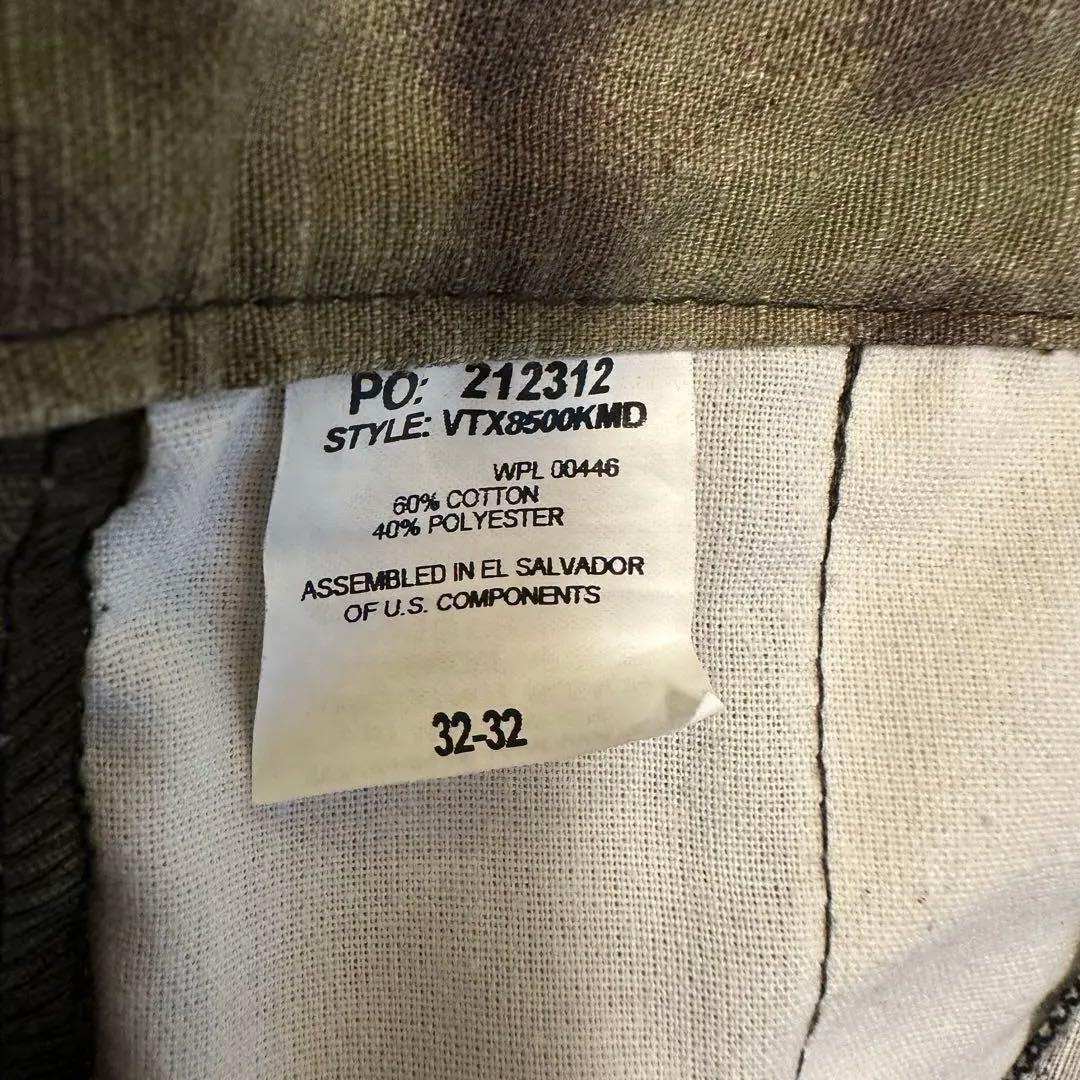 PO: 212312
STYLE: VTX8500KMD
WPL 00446
60% COTTON
40% POLYESTER
ASSEMBLED IN EL SALVADOR
OF U.S. COMPONENTS
32-32